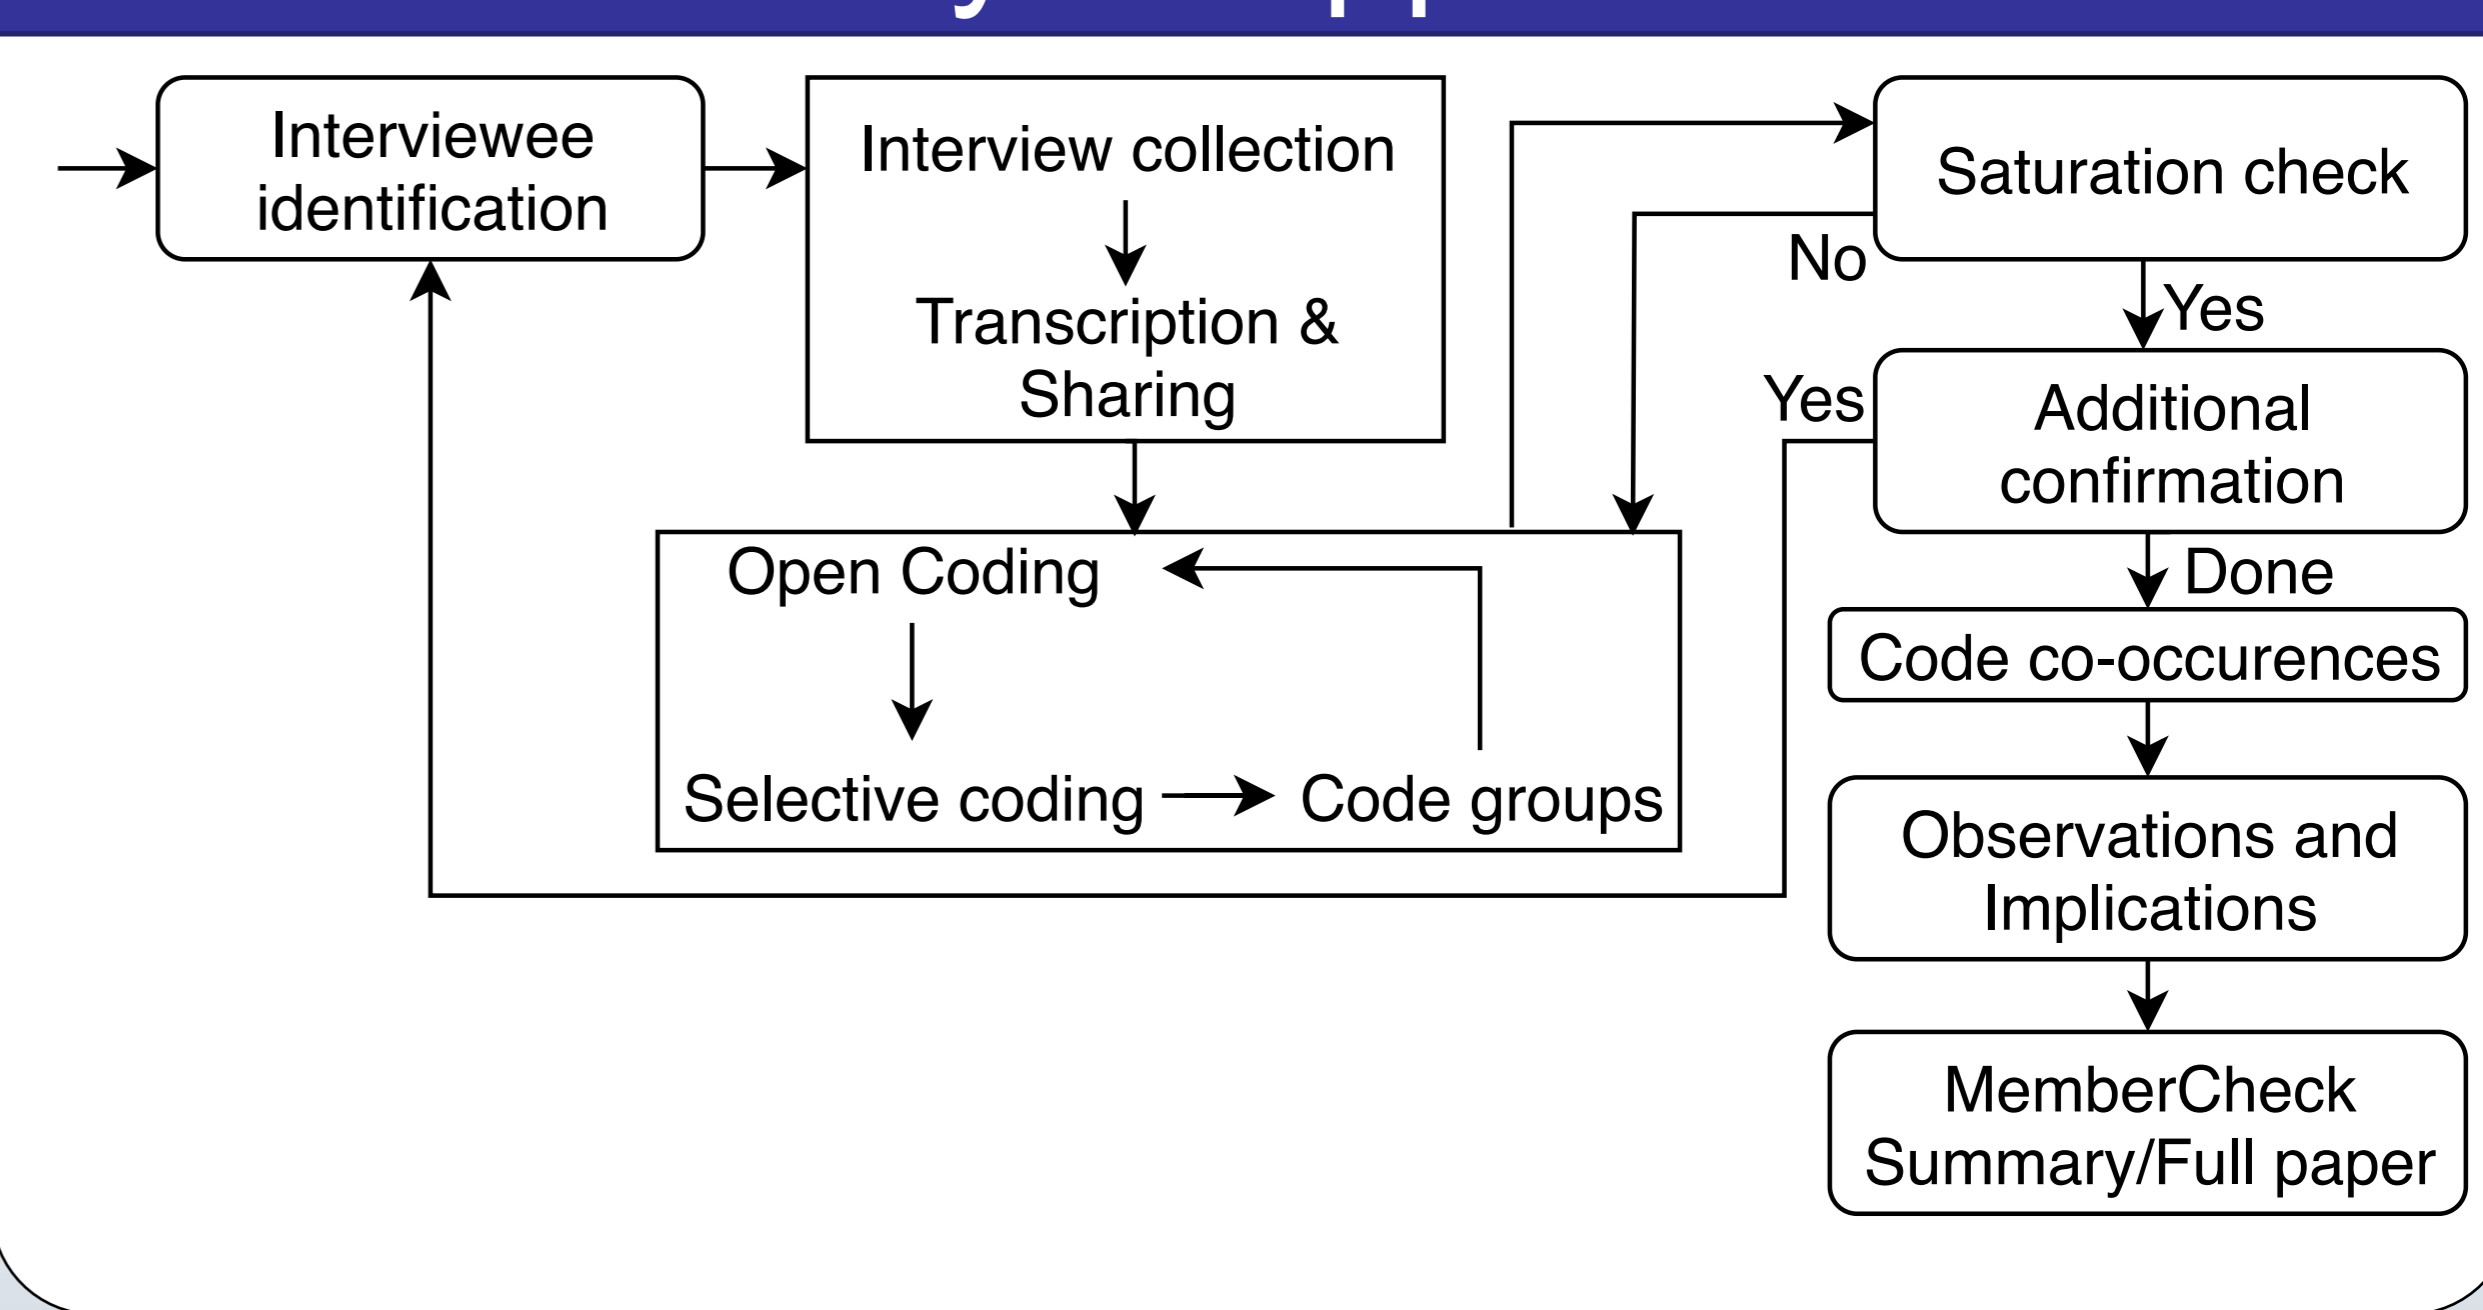 Interviewee
identification
Interview collection
Transcription &
Sharing
Open Coding
Selective coding
Code groups
Saturation check
No
Yes
Yes
Additional
confirmation
Done
Code co-occurences
Observations and
Implications
MemberCheck
Summary/Full paper